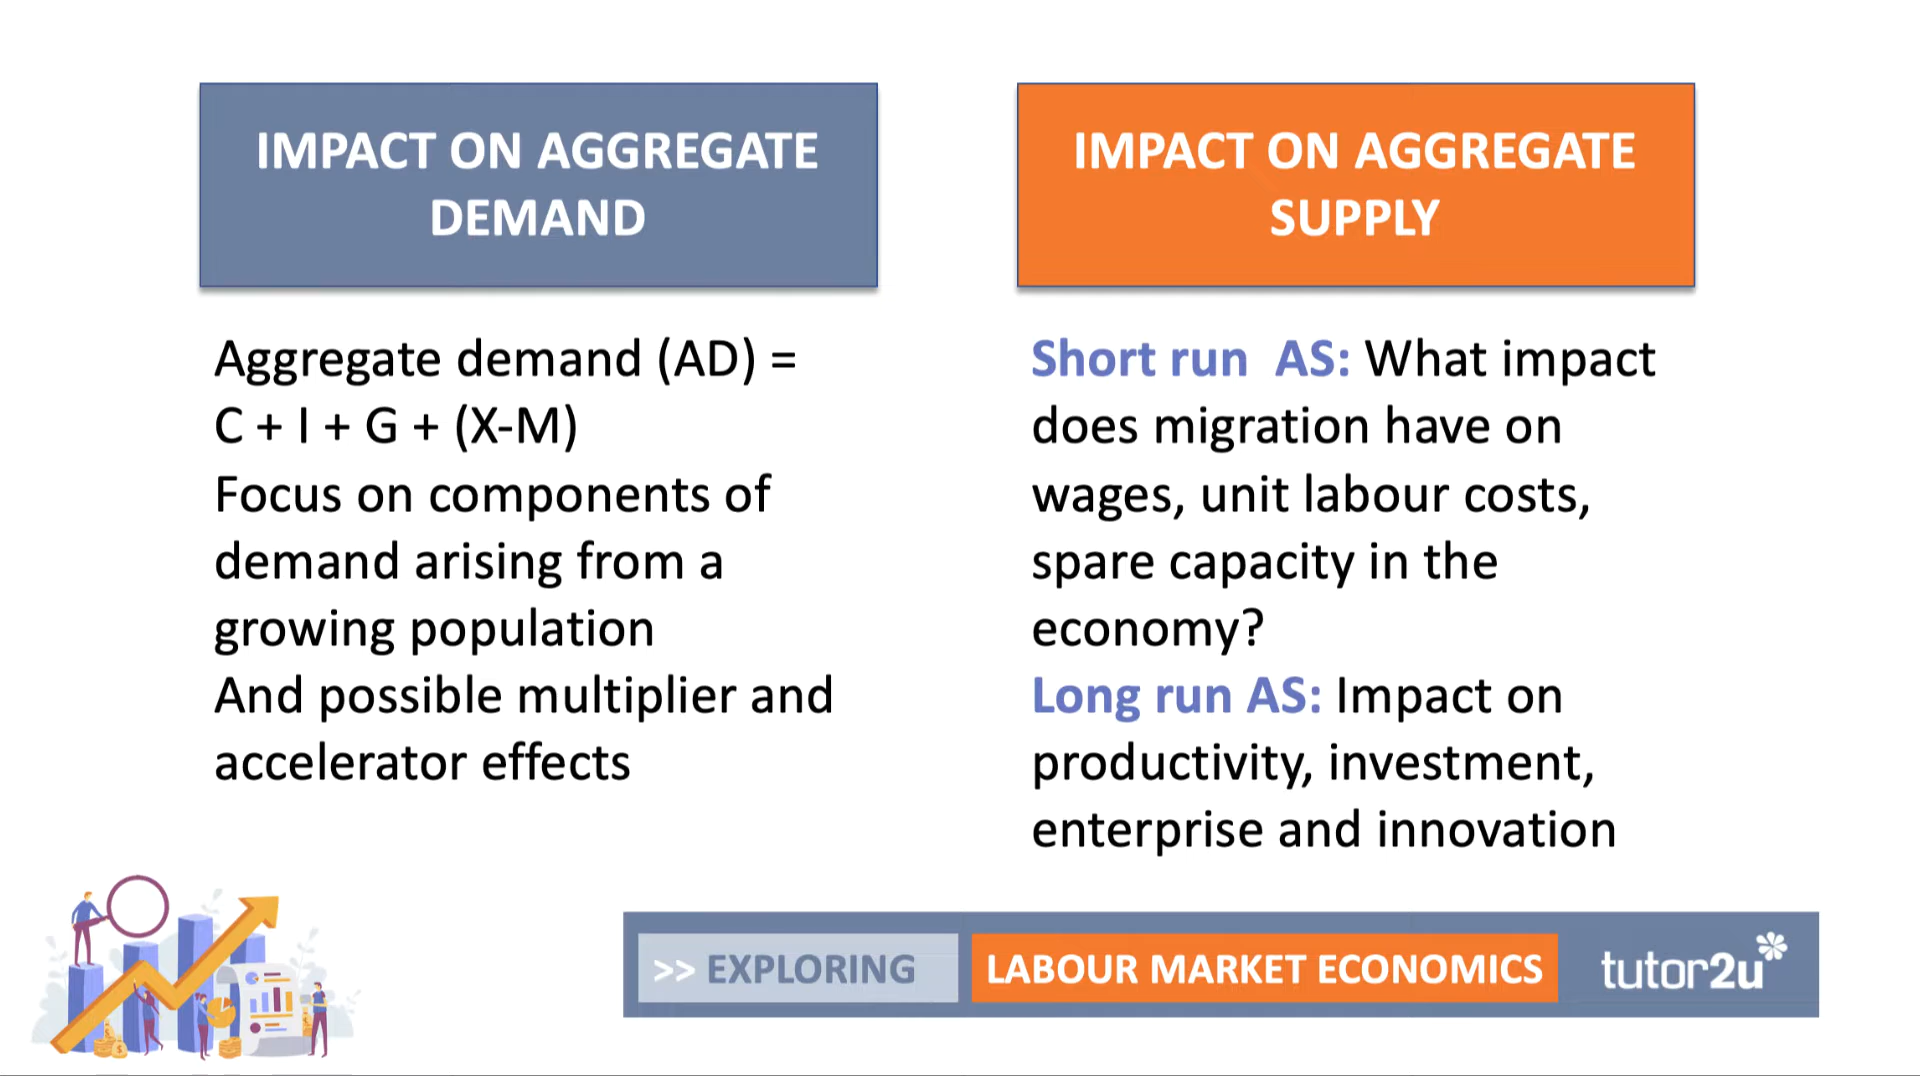 IMPACT ON AGGREGATE
DEMAND
Aggregate demand (AD) =
C + I + G + (X-M)
Focus on components of
demand arising from a
growing population
And possible multiplier and
accelerator effects
IMPACT ON AGGREGATE
SUPPLY
Short run  AS: What impact
does migration have on
wages, unit labour costs,
spare capacity in the
economy?
Long run AS: Impact on
productivity, investment,
enterprise and innovation
>> EXPLORING
LABOUR MARKET ECONOMICS
tutor2u